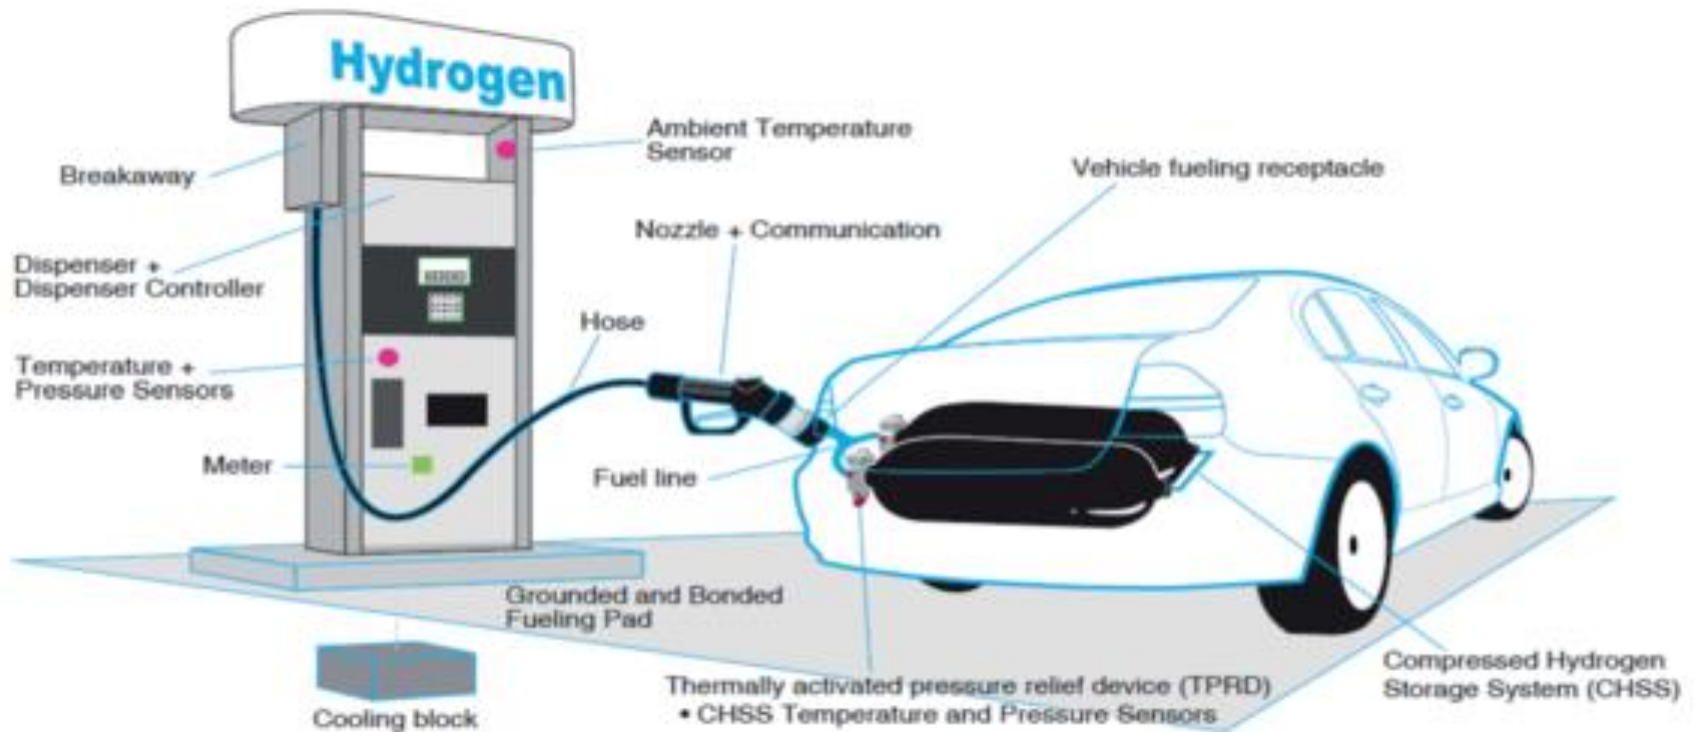 Hydrogen
Ambient Temperature
Sensor
Breakaway
Vehicle fueling receptacle
Nozzle + Communication
Dispenser +
Dispenser Controller
Hose
Temperature +
Pressure Sensors
Meter
Fuel line
Grounded and Bonded
Fueling Pad
Compressed Hydrogen
Storage System (CHSS)
Thermally activated pressure relief device (TPRD)
• CHSS Temperature and Pressure Sensors
Cooling block